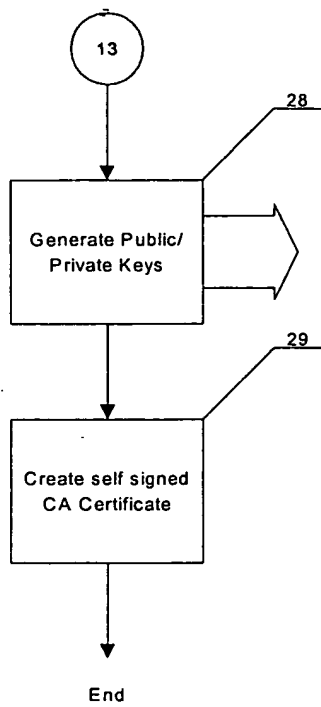 13
28
Generate Public/
Private Keys
29
Create self signed
CA Certificate
End